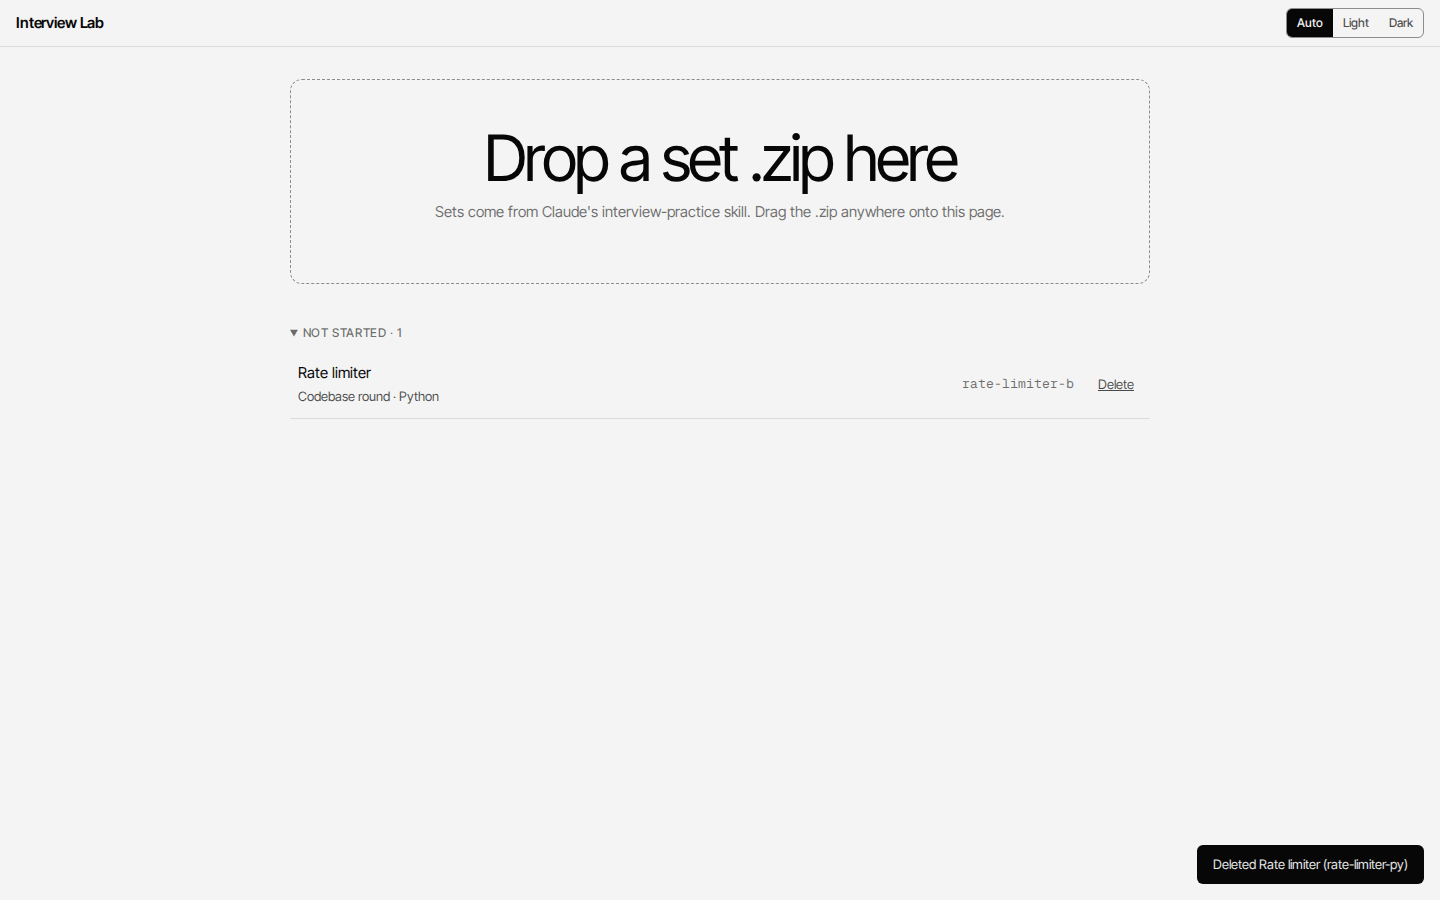 Interview Lab
Auto Light Dark
Drop a set .zip here
Sets come from Claude's interview-practice skill. Drag the .zip anywhere onto this page.
▼ NOT STARTED · 1
Rate limiter
Codebase round · Python
rate-limiter-b
Delete
Deleted Rate limiter (rate-limiter-py)